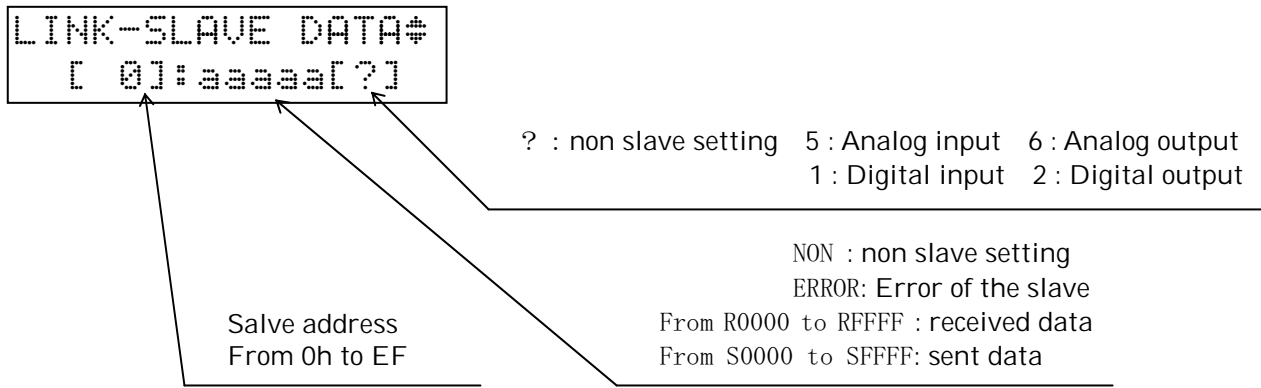 LINK-SLAVE DATA♦
[ 0]:aaaaa[?]
? : non slave setting 5 : Analog input 6 : Analog output
1 : Digital input 2 : Digital output
NON : non slave setting
ERROR: Error of the slave
From R0000 to RFFFF : received data
From S0000 to SFFFF: sent data
Salve address
From 0h to EF